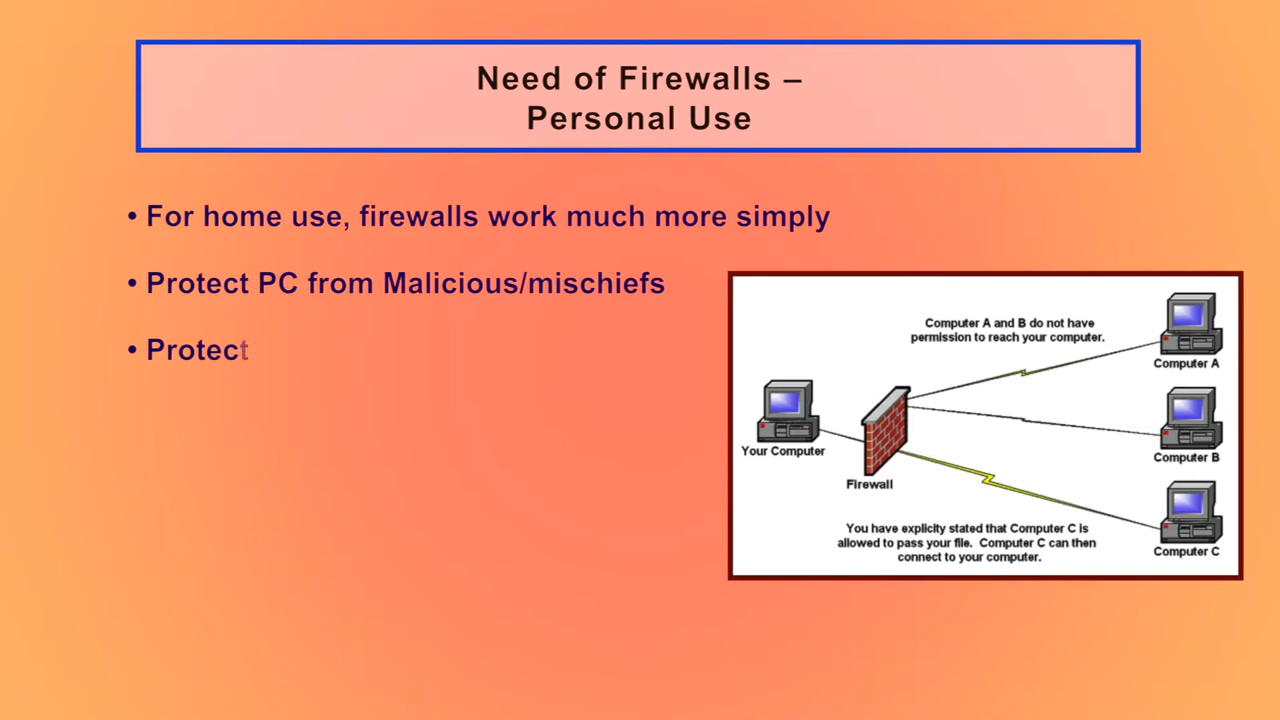 Need of Firewalls –
Personal Use
• For home use, firewalls work much more simply
• Protect PC from Malicious/mischiefs
• Protect
Computer A and B do not have
permission to reach your computer.
Computer A
Your Computer
Computer B
Firewall
You have explicity stated that Computer C is
allowed to pass your file. Computer C can then
connect to your computer.
Computer C